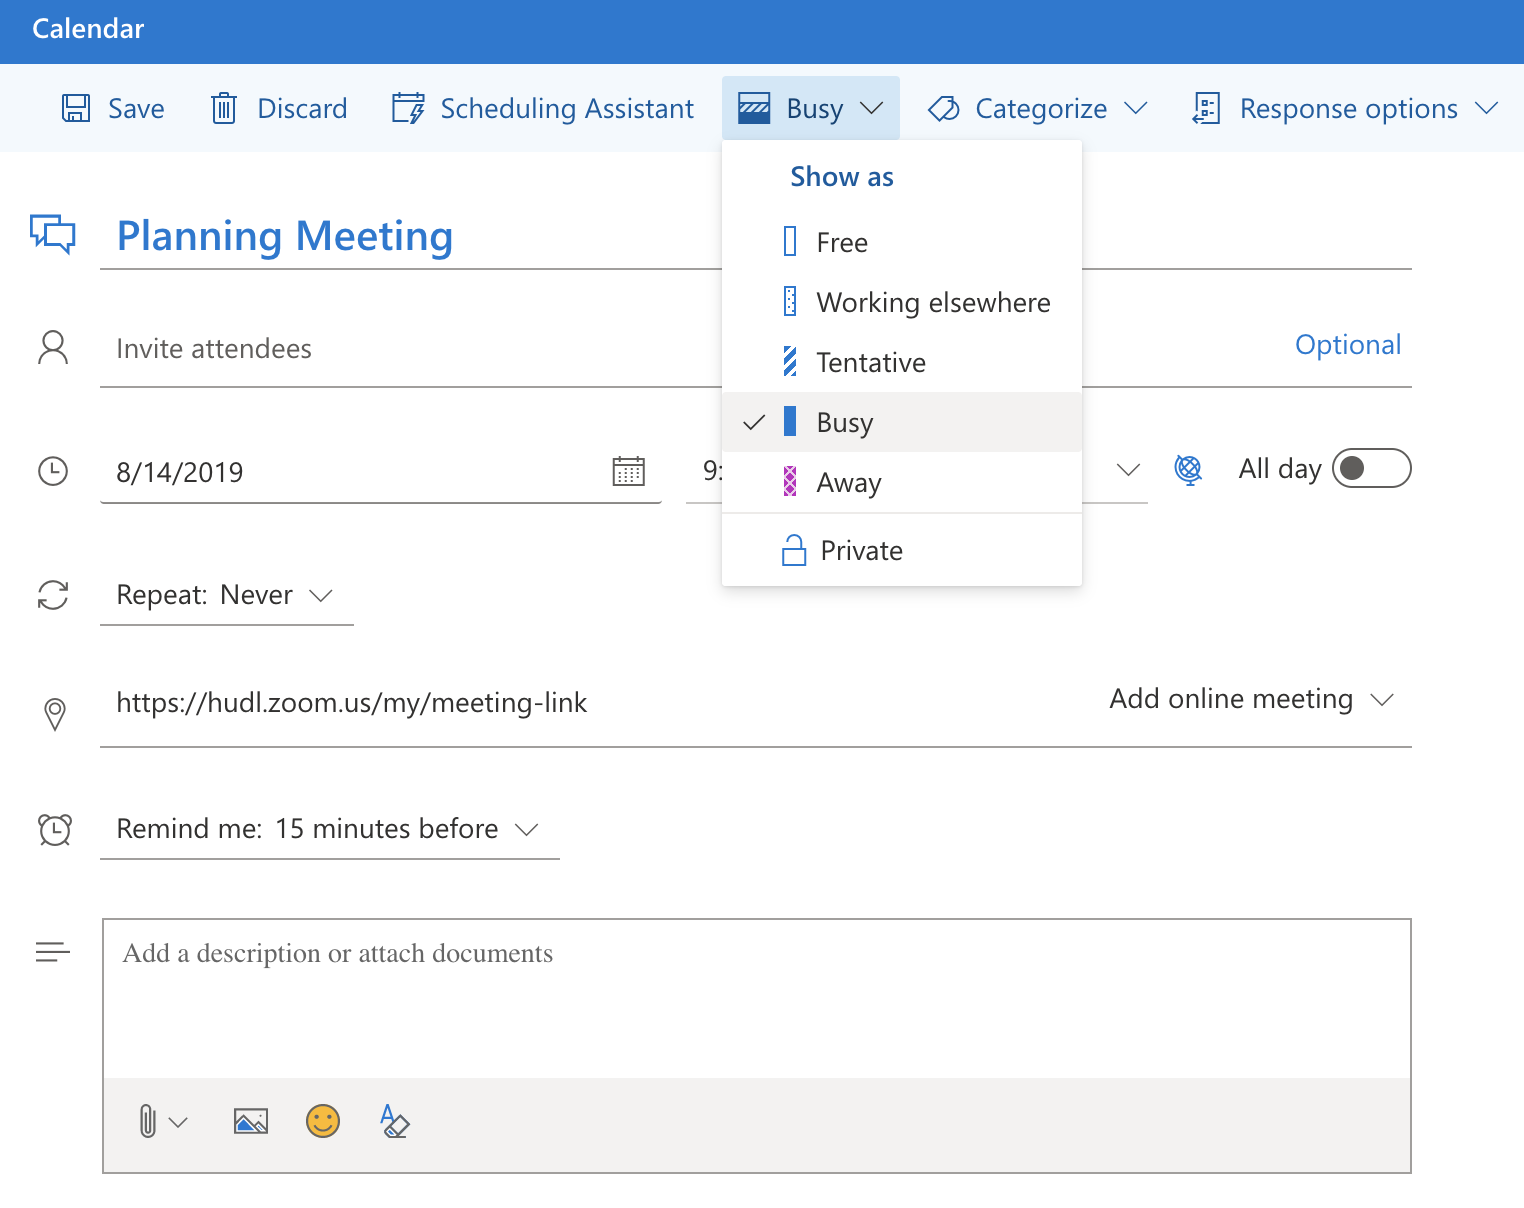 Calendar
Save Discard Scheduling Assistant Busy Categorize Response options
Show as
Planning Meeting
Free
Working elsewhere
Invite attendees
Optional
Tentative
Busy
8/14/2019
9:
All day
Away
Private
Repeat: Never
https://hudl.zoom.us/my/meeting-link
Add online meeting
Remind me: 15 minutes before
Add a description or attach documents